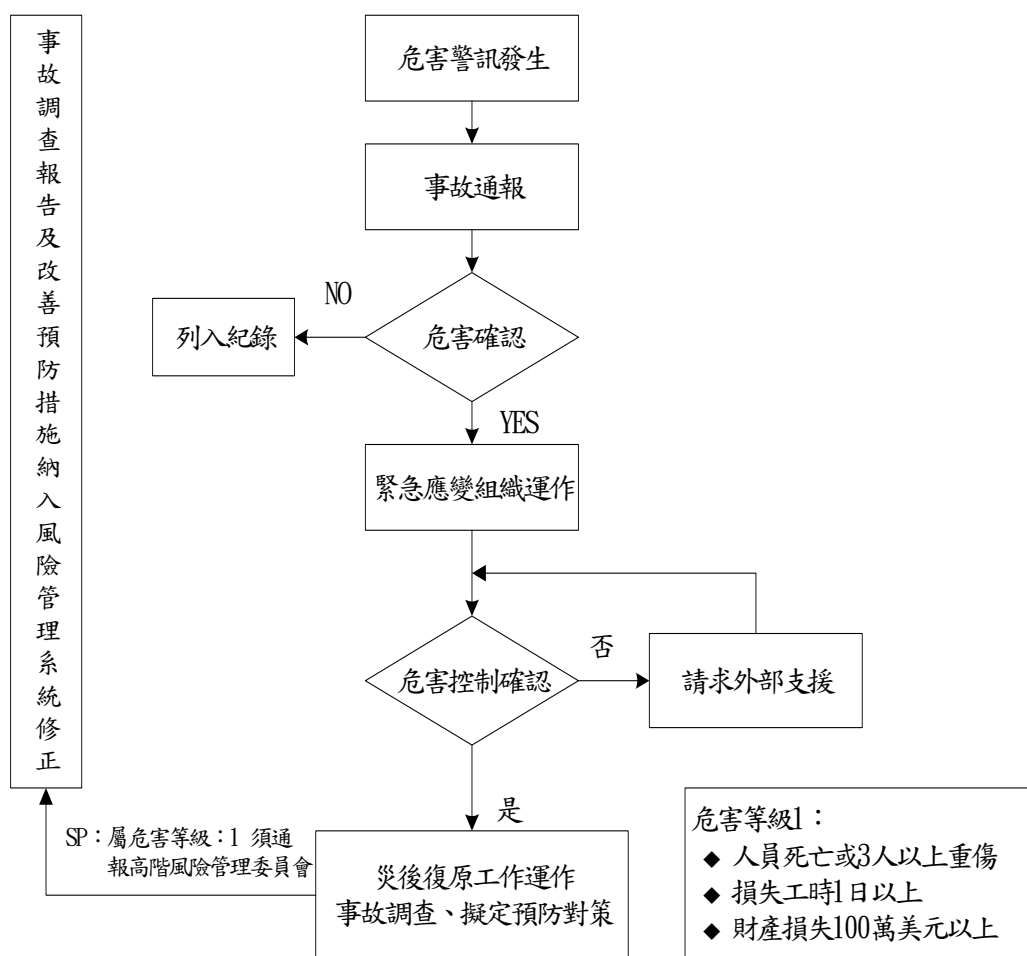 事故調查報告及改善預防措施納入風險管理系統修正
危害警訊發生
事故通報
NO
列入紀錄
危害確認
YES
緊急應變組織運作
否
危害控制確認
請求外部支援
是
SP：屬危害等級：1 須通
報高階風險管理委員會
災後復原工作運作
事故調查、擬定預防對策
危害等級1：
◆ 人員死亡或3人以上重傷
◆ 損失工時1日以上
◆ 財產損失100萬美元以上